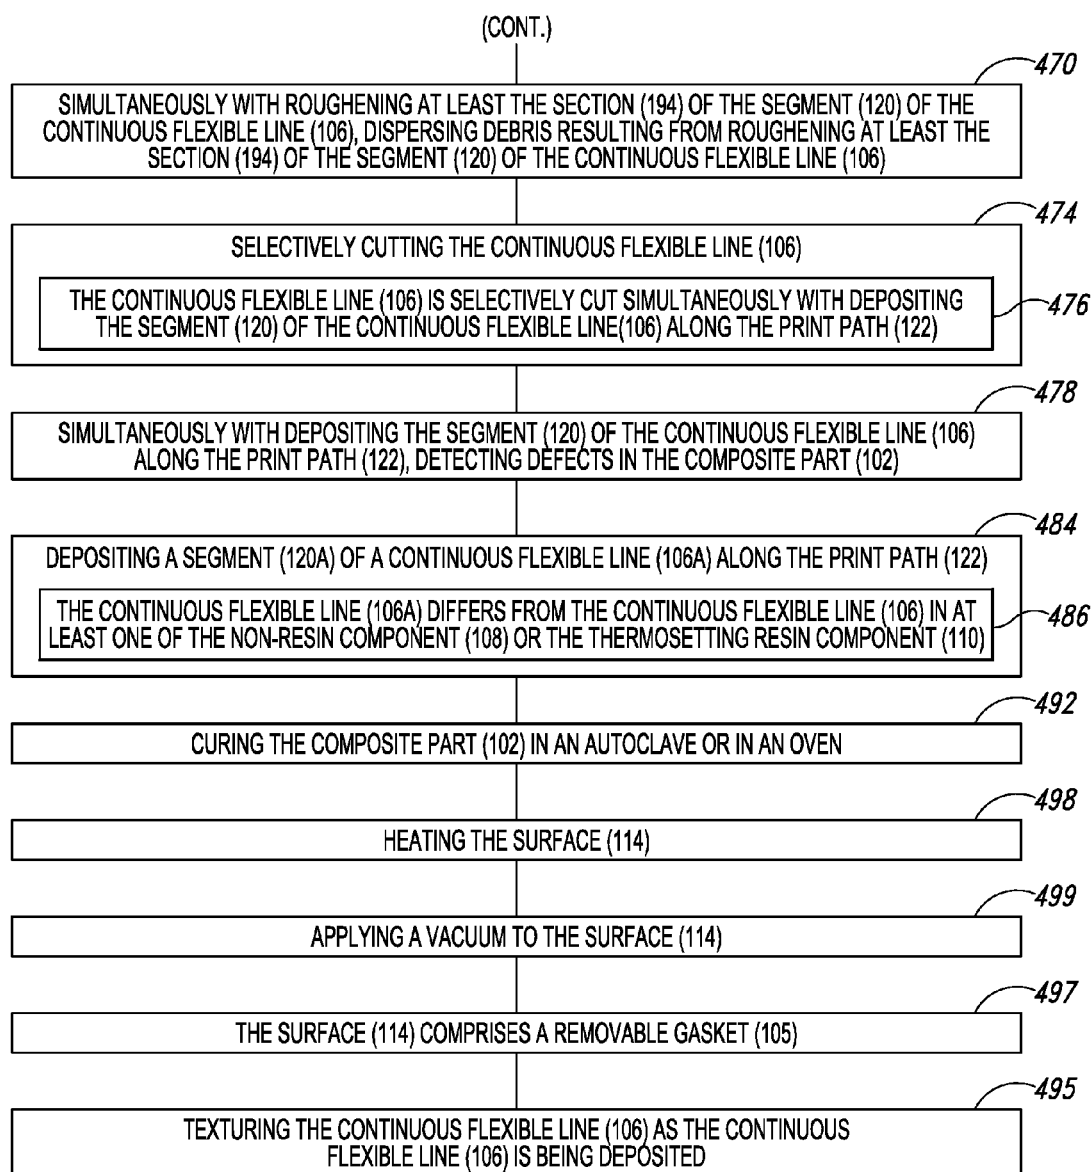 (CONT.)
470
SIMULTANEOUSLY WITH ROUGHENING AT LEAST THE SECTION (194) OF THE SEGMENT (120) OF THE
CONTINUOUS FLEXIBLE LINE (106), DISPERSING DEBRIS RESULTING FROM ROUGHENING AT LEAST THE
SECTION (194) OF THE SEGMENT (120) OF THE CONTINUOUS FLEXIBLE LINE (106)
474
SELECTIVELY CUTTING THE CONTINUOUS FLEXIBLE LINE (106)
THE CONTINUOUS FLEXIBLE LINE (106) IS SELECTIVELY CUT SIMULTANEOUSLY WITH DEPOSITING
THE SEGMENT (120) OF THE CONTINUOUS FLEXIBLE LINE(106) ALONG THE PRINT PATH (122)
476
478
SIMULTANEOUSLY WITH DEPOSITING THE SEGMENT (120) OF THE CONTINUOUS FLEXIBLE LINE (106)
ALONG THE PRINT PATH (122), DETECTING DEFECTS IN THE COMPOSITE PART (102)
484
DEPOSITING A SEGMENT (120A) OF A CONTINUOUS FLEXIBLE LINE (106A) ALONG THE PRINT PATH (122)
THE CONTINUOUS FLEXIBLE LINE (106A) DIFFERS FROM THE CONTINUOUS FLEXIBLE LINE (106) IN AT
LEAST ONE OF THE NON-RESIN COMPONENT (108) OR THE THERMOSETTING RESIN COMPONENT (110)
486
492
CURING THE COMPOSITE PART (102) IN AN AUTOCLAVE OR IN AN OVEN
498
HEATING THE SURFACE (114)
499
APPLYING A VACUUM TO THE SURFACE (114)
497
THE SURFACE (114) COMPRISES A REMOVABLE GASKET (105)
495
TEXTURING THE CONTINUOUS FLEXIBLE LINE (106) AS THE CONTINUOUS
FLEXIBLE LINE (106) IS BEING DEPOSITED